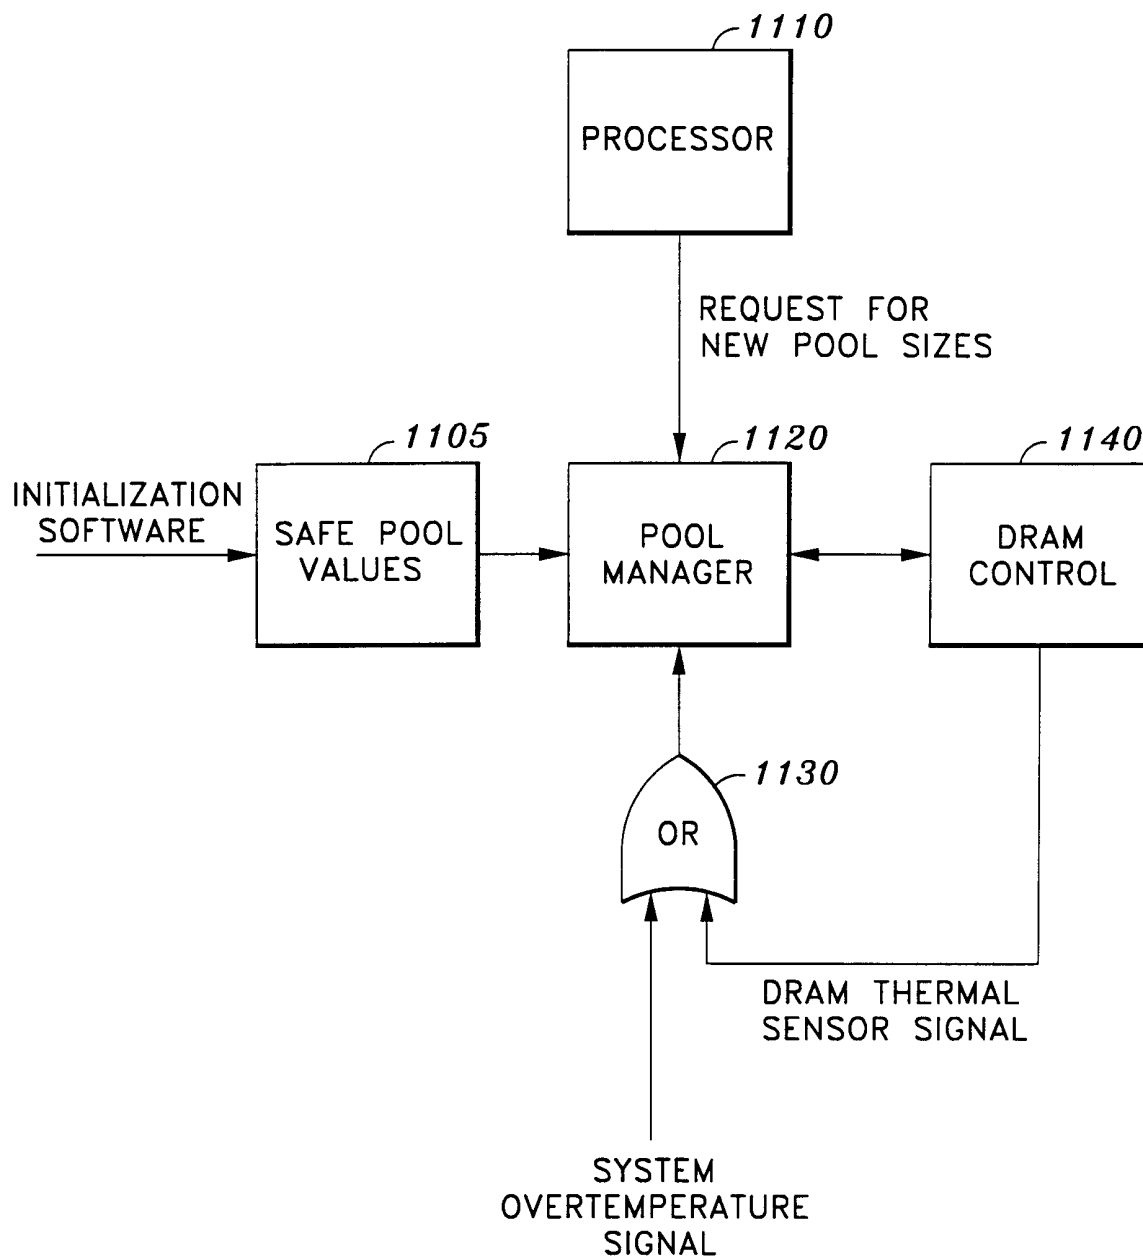 1110
PROCESSOR
REQUEST FOR
NEW POOL SIZES
1105
1120
1140
INITIALIZATION
SOFTWARE
SAFE POOL
VALUES
POOL
MANAGER
DRAM
CONTROL
1130
OR
DRAM THERMAL
SENSOR SIGNAL
SYSTEM
OVERTEMPERATURE
SIGNAL